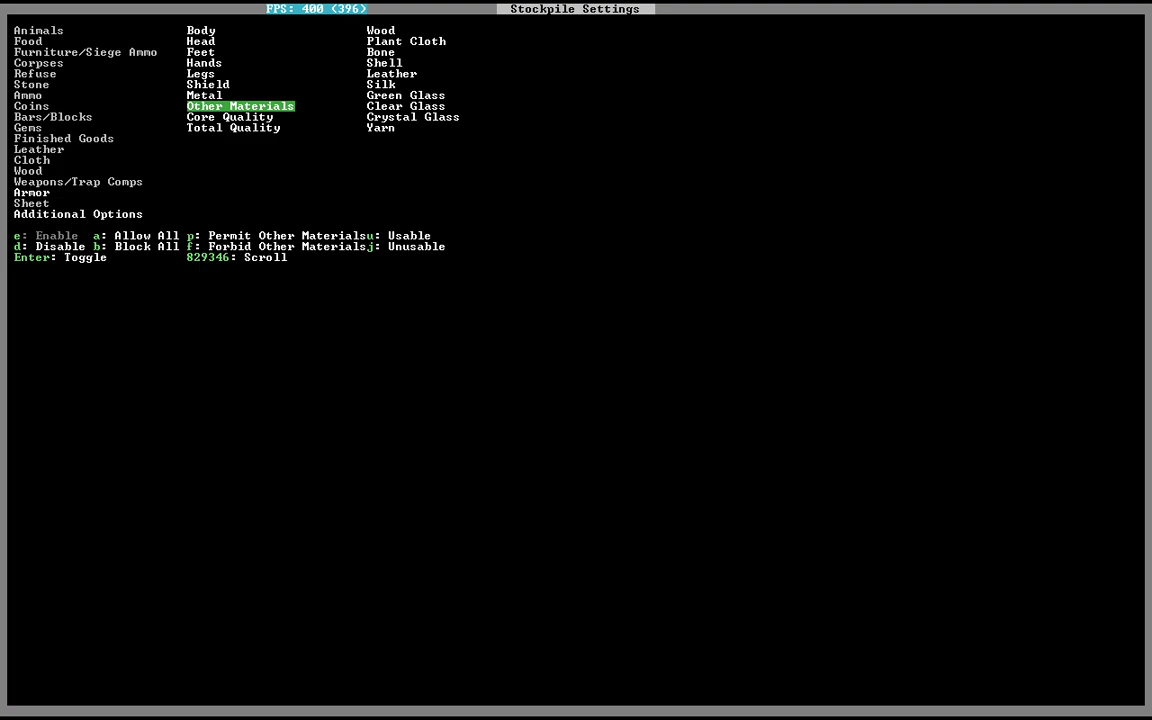 FPS: 400 (396) Stockpile Settings
Animals Body Wood
Food Head Plant Cloth
Furniture/Siege Ammo Feet Bone
Corpses Hands Shell
Refuse Legs Leather
Stone Shield Silk
Ammo Metal Green Glass
Coins Other Materials Clear Glass
Bars/Blocks Core Quality Crystal Glass
Gems Total Quality Yarn
Finished Goods
Leather
Cloth
Wood
Weapons/Trap Comps
Armor
Sheet
Additional Options
e: Enable a: Allow All p: Permit Other Materialsu: Usable
d: Disable b: Block All f: Forbid Other Materialsj: Unusable
Enter: Toggle 829346: Scroll